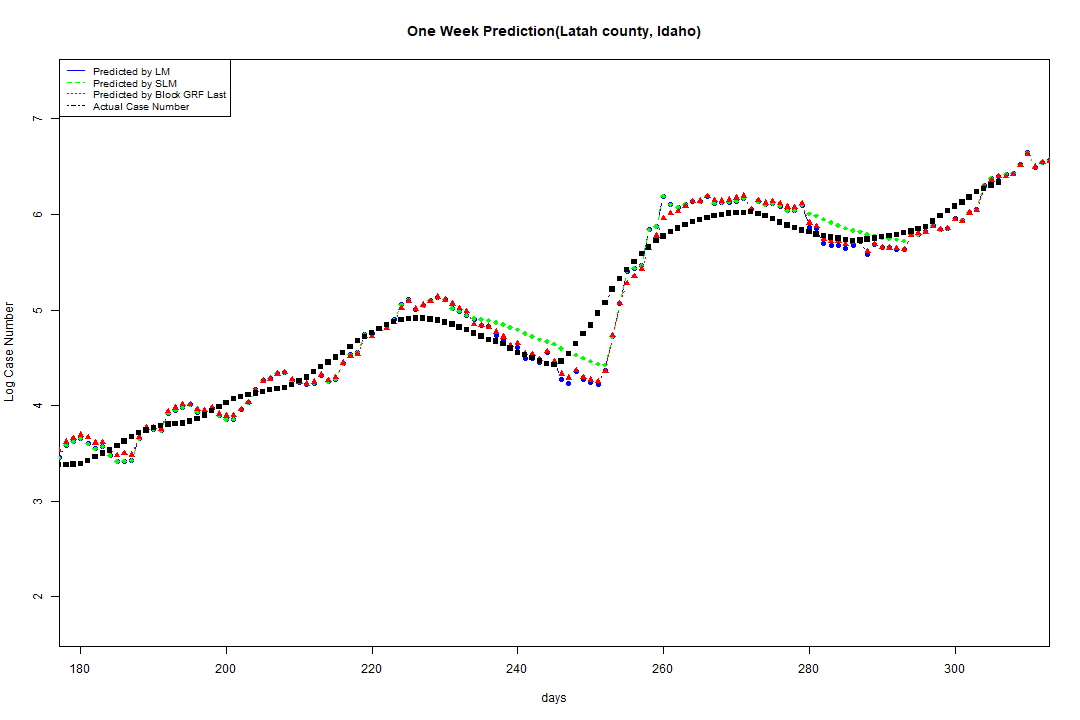 One Week Prediction(Latah county, Idaho)
Predicted by LM
Predicted by SLM
Predicted by Block GRF Last
Actual Case Number
7
6
5
4
3
2
Log Case Number
180 200 220 240 260 280 300
days